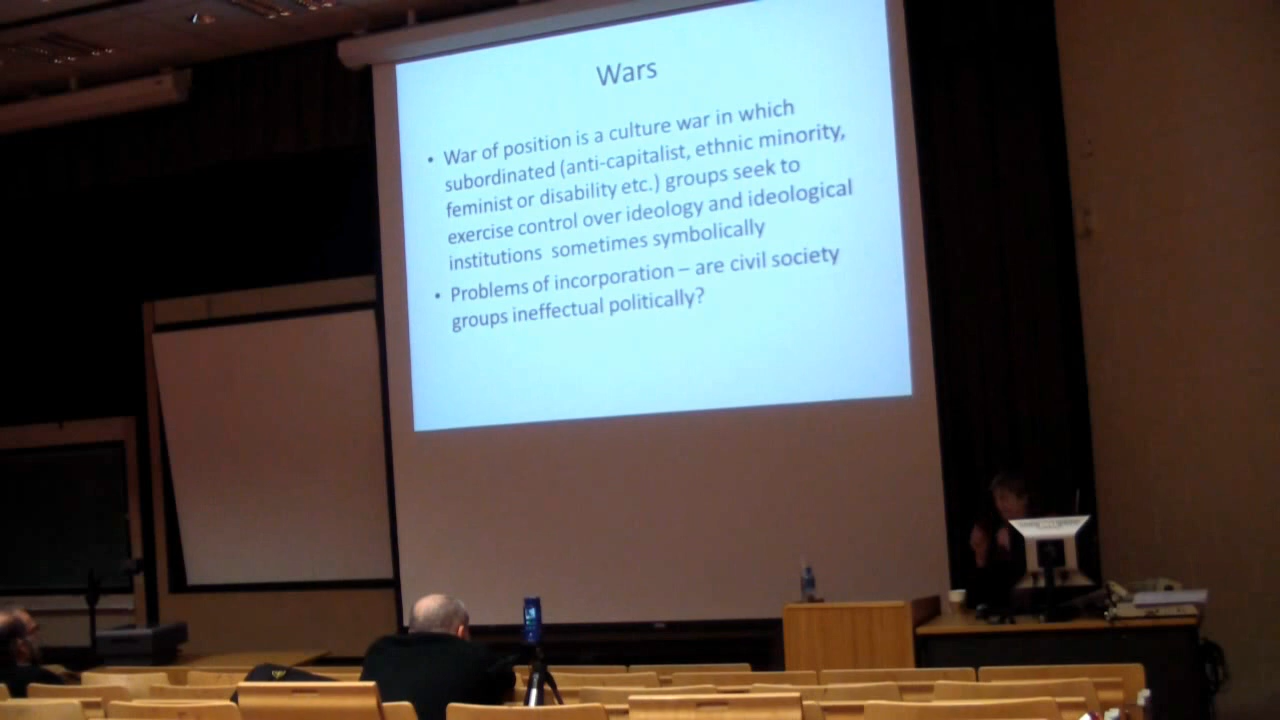 Wars
• War of position is a culture war in which
subordinated (anti-capitalist, ethnic minority,
feminist or disability etc.) groups seek to
exercise control over ideology and ideological
institutions sometimes symbolically
• Problems of incorporation – are civil society
groups ineffectual politically?